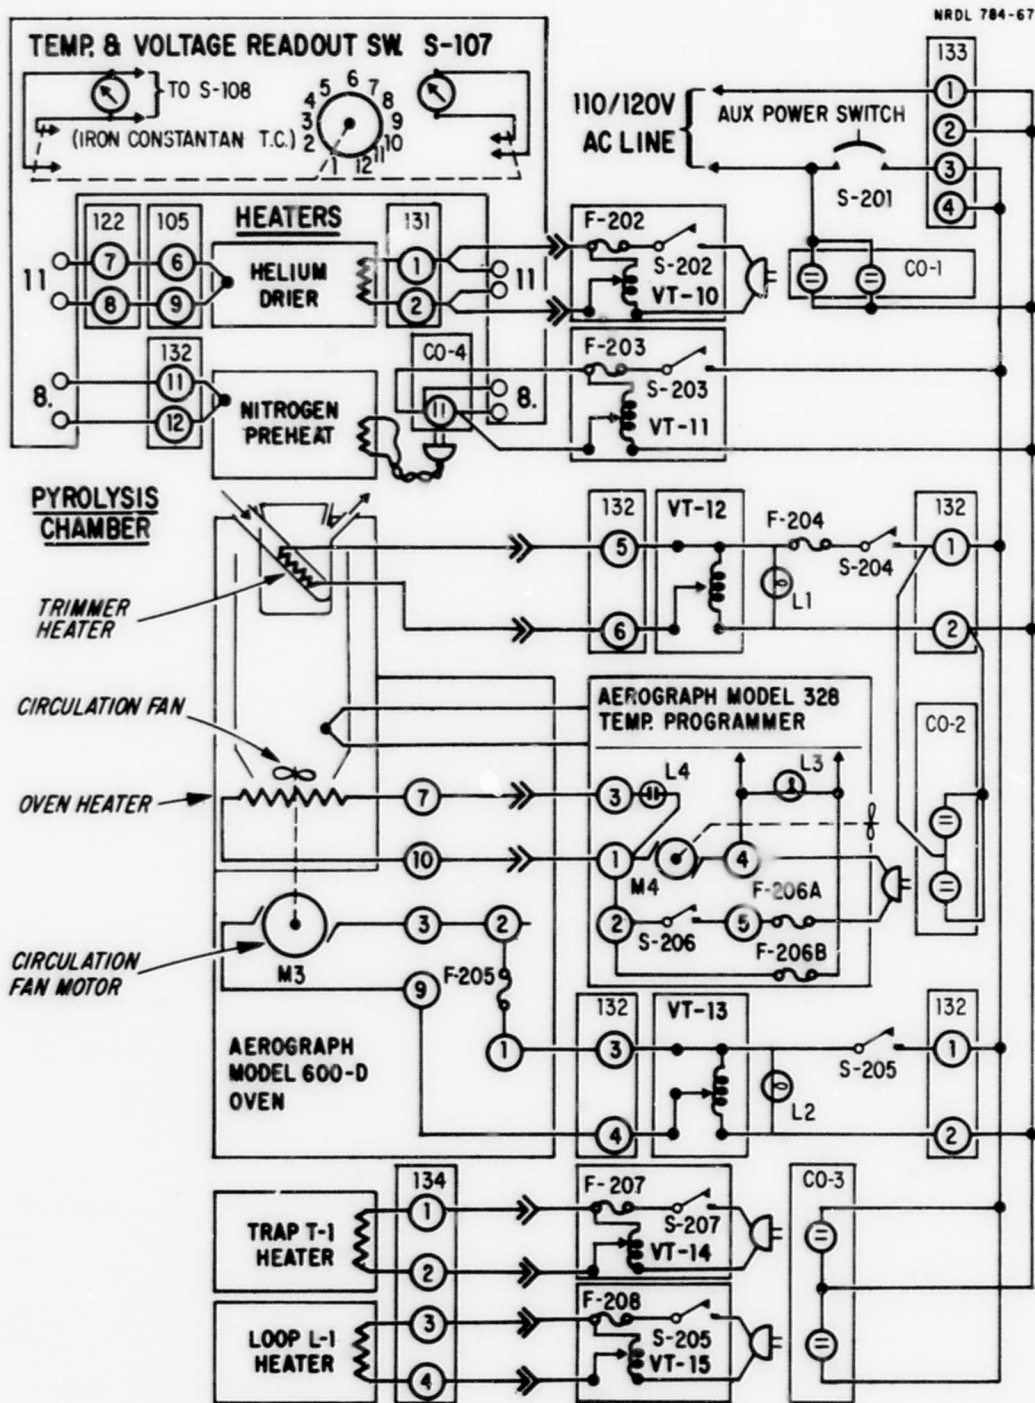 NRDL 784-67
TEMP. & VOLTAGE READOUT SW. S-107
TO S-108
(IRON CONSTANTAN T.C.)
1 2 3 4 5 6 7 8 9 10 11 12
110/120V
AC LINE
AUX POWER SWITCH
S-201
133
1
2
3
4
CO-1
HEATERS
122
105
131
11
7
6
HELIUM
DRIER
1
11
8
9
2
F-202
S-202
VT-10
132
CO-4
8.
11
NITROGEN
PREHEAT
11
8.
12
F-203
S-203
VT-11
PYROLYSIS
CHAMBER
TRIMMER
HEATER
132
5
6
VT-12
F-204
S-204
L1
132
1
2
CIRCULATION FAN
OVEN HEATER
7
10
AEROGRAPH MODEL 328
TEMP. PROGRAMMER
L4
L3
3
1
M4
4
F-206A
2
S-206
5
F-206B
CO-2
CIRCULATION
FAN MOTOR
M3
3
2
9
F-205
1
AEROGRAPH
MODEL 600-D
OVEN
132
3
4
VT-13
S-205
L2
132
1
2
TRAP T-1
HEATER
134
1
2
F-207
S-207
VT-14
CO-3
LOOP L-1
HEATER
3
4
F-208
S-205
VT-15